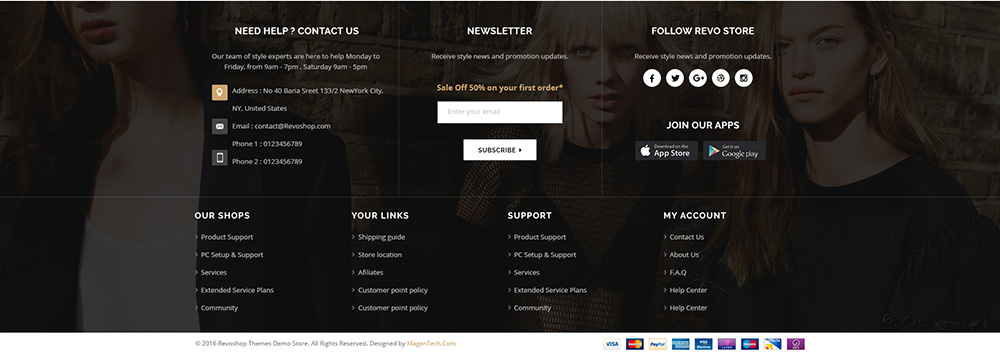 NEED HELP ? CONTACT US
Our team of style experts are here to help Monday to
Friday, from 9am - 7pm , Saturday 9am - 5pm
Address : No 40 Baria Sreet 133/2 NewYork City,
NY, United States
Email : contact@Revoshop.com
Phone 1 : 0123456789
Phone 2 : 0123456789
NEWSLETTER
Receive style news and promotion updates.
Sale Off 50% on your first order*
Enter your email
SUBSCRIBE
FOLLOW REVO STORE
Receive style news and promotion updates.
JOIN OUR APPS
Download on the
App Store
Get it on
Google play
OUR SHOPS
Product Support
PC Setup & Support
Services
Extended Service Plans
Community
YOUR LINKS
Shipping guide
Store location
Afiliates
Customer point policy
Customer point policy
SUPPORT
Product Support
PC Setup & Support
Services
Extended Service Plans
Community
MY ACCOUNT
Contact Us
About Us
F.A.Q
Help Center
Help Center
© 2016 Revoshop Themes Demo Store. All Rights Reserved. Designed by MagenTech.Com
VISA
PayPal
VISA